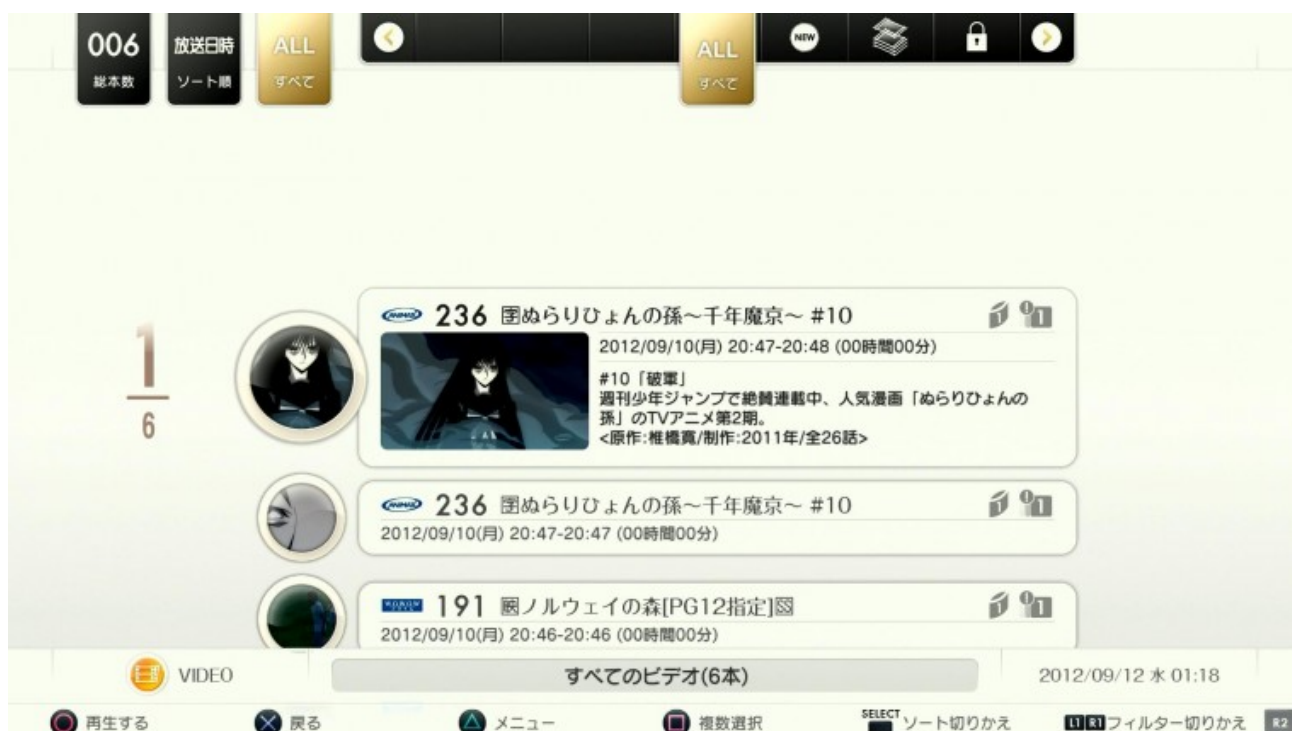 006
総本数
放送日時
ソート順
ALL
すべて
ALL
すべて
NEW
1
6
ANIMAX 236 🈑ぬらりひょんの孫~千年魔京~ #10
2012/09/10(月) 20:47-20:48 (00時間00分)
#10「破軍」
週刊少年ジャンプで絶賛連載中、人気漫画「ぬらりひょんの
孫」のTVアニメ第2期。
<原作:椎橋寛/制作:2011年/全26話>
ANIMAX 236 🈑ぬらりひょんの孫~千年魔京~ #10
2012/09/10(月) 20:47-20:47 (00時間00分)
191 🈞ノルウェイの森[PG12指定]🆂🆂
2012/09/10(月) 20:46-20:46 (00時間00分)
VIDEO
すべてのビデオ(6本)
2012/09/12 水 01:18
再生する
戻る
メニュー
複数選択
SELECT ソート切りかえ
L1 R1 フィルター切りかえ
R2